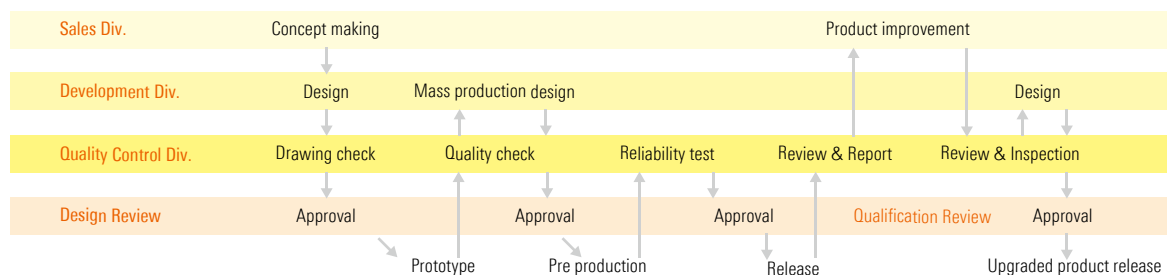 Sales Div. Concept making Product improvement
Development Div. Design Mass production design Design
Quality Control Div. Drawing check Quality check Reliability test Review & Report Review & Inspection
Design Review Approval Approval Approval Qualification Review Approval
Prototype Pre production Release Upgraded product release